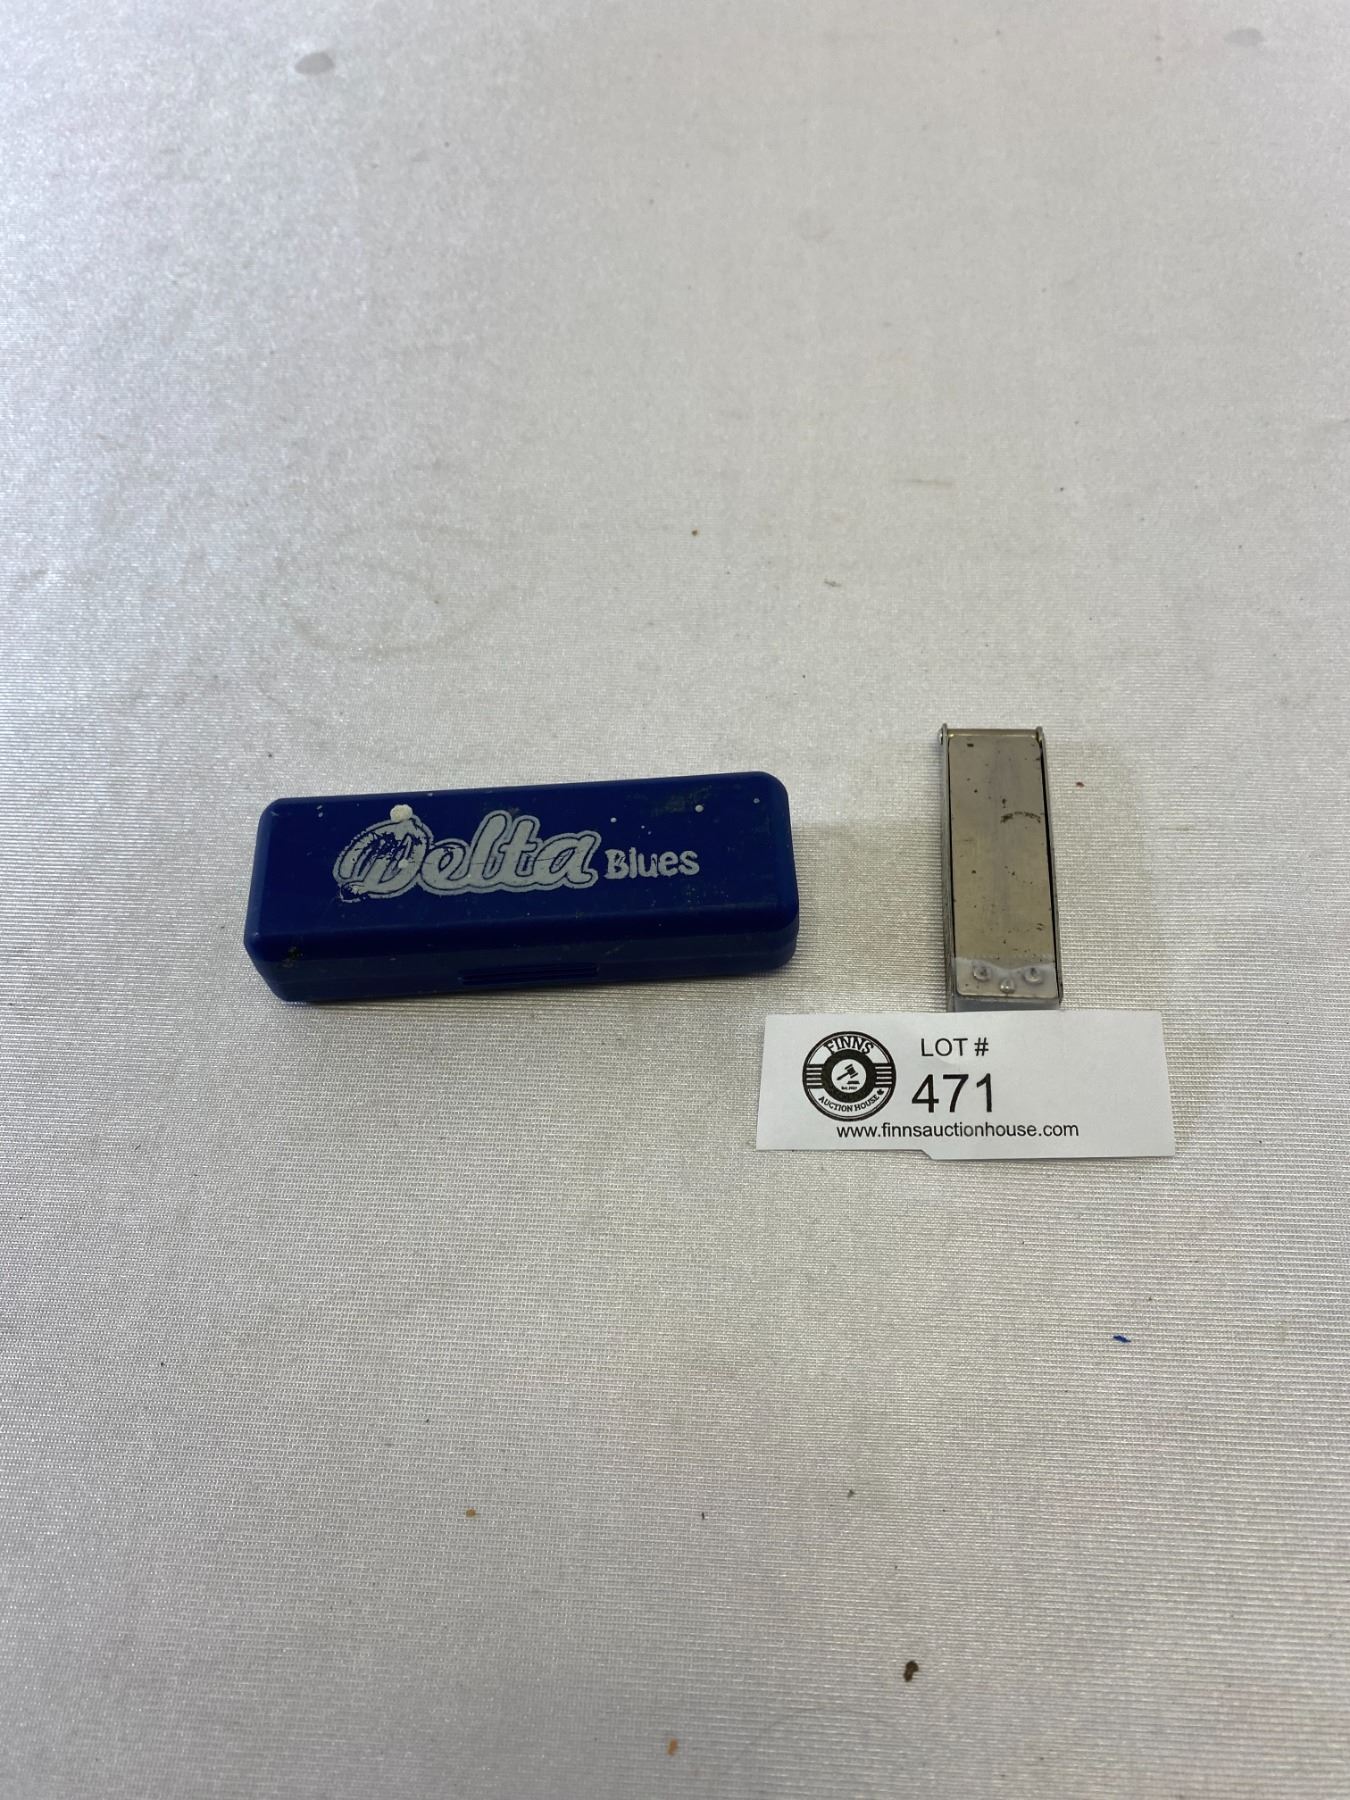 Delta Blues
FINNS
AUCTION HOUSE
LOT #
471
www.finnsauctionhouse.com